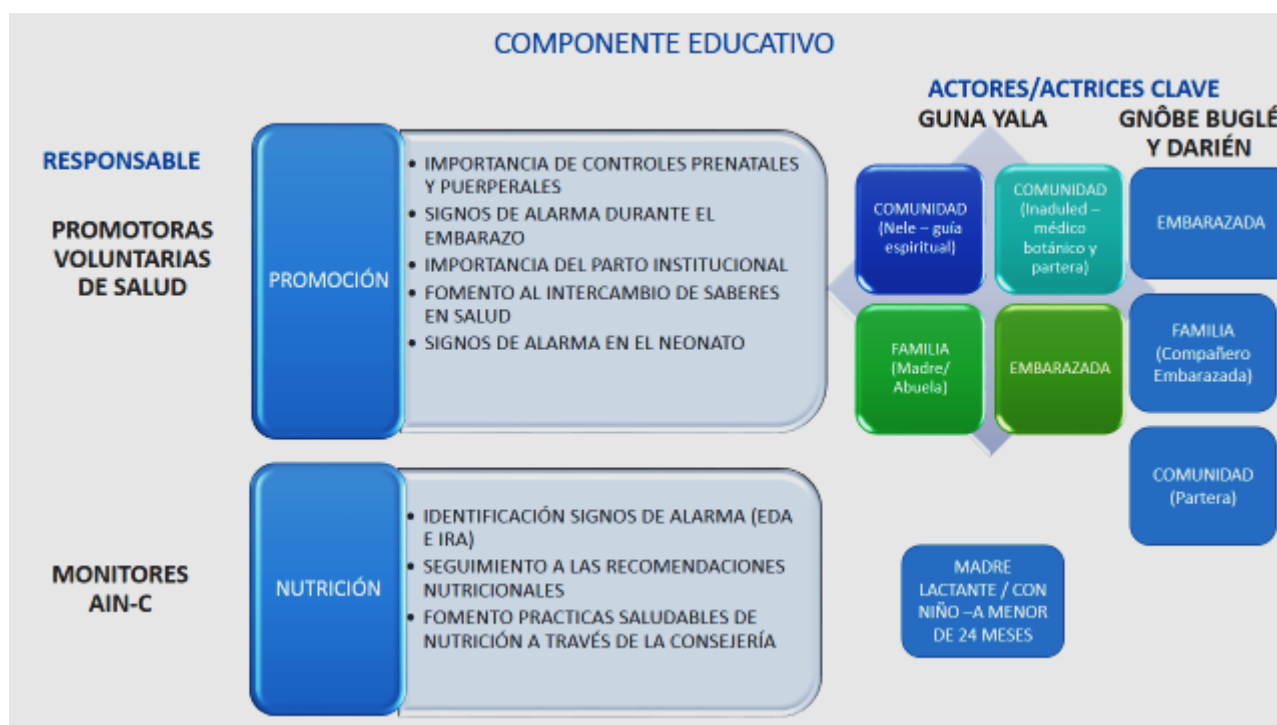 COMPONENTE EDUCATIVO
ACTORES/ACTRICES CLAVE
GUNA YALA
GNÔBE BUGLÉ
Y DARIÉN
RESPONSABLE
PROMOTORAS
VOLUNTARIAS
DE SALUD
PROMOCIÓN
• IMPORTANCIA DE CONTROLES PRENATALES
Y PUERPERALES
• SIGNOS DE ALARMA DURANTE EL
EMBARAZO
• IMPORTANCIA DEL PARTO INSTITUCIONAL
• FOMENTO AL INTERCAMBIO DE SABERES
EN SALUD
• SIGNOS DE ALARMA EN EL NEONATO
COMUNIDAD
(Nele – guía
espiritual)
COMUNIDAD
(Inaduled –
médico
botánico y
partera)
FAMILIA
(Madre/
Abuela)
EMBARAZADA
EMBARAZADA
FAMILIA
(Compañero
Embarazada)
COMUNIDAD
(Partera)
MONITORES
AIN-C
NUTRICIÓN
• IDENTIFICACIÓN SIGNOS DE ALARMA (EDA
E IRA)
• SEGUIMIENTO A LAS RECOMENDACIONES
NUTRICIONALES
• FOMENTO PRACTICAS SALUDABLES DE
NUTRICIÓN A TRAVÉS DE LA CONSEJERÍA
MADRE
LACTANTE / CON
NIÑO –A MENOR
DE 24 MESES